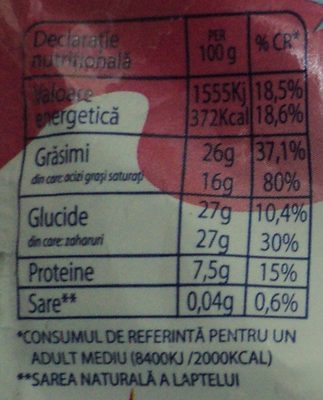 Declarație PER % CR*
nutrițională 100 g
Valoare 1555Kj 18,5%
energetică 372Kcal 18,6%
Grăsimi 26g 37,1%
din care: acizi grași saturați 16g 80%
Glucide 27g 10,4%
din care: zaharuri 27g 30%
Proteine 7,5g 15%
Sare** 0,04g 0,6%
*CONSUMUL DE REFERINTĂ PENTRU UN
ADULT MEDIU (8400KJ /2000KCAL)
**SAREA NATURALĂ A LAPTELUI